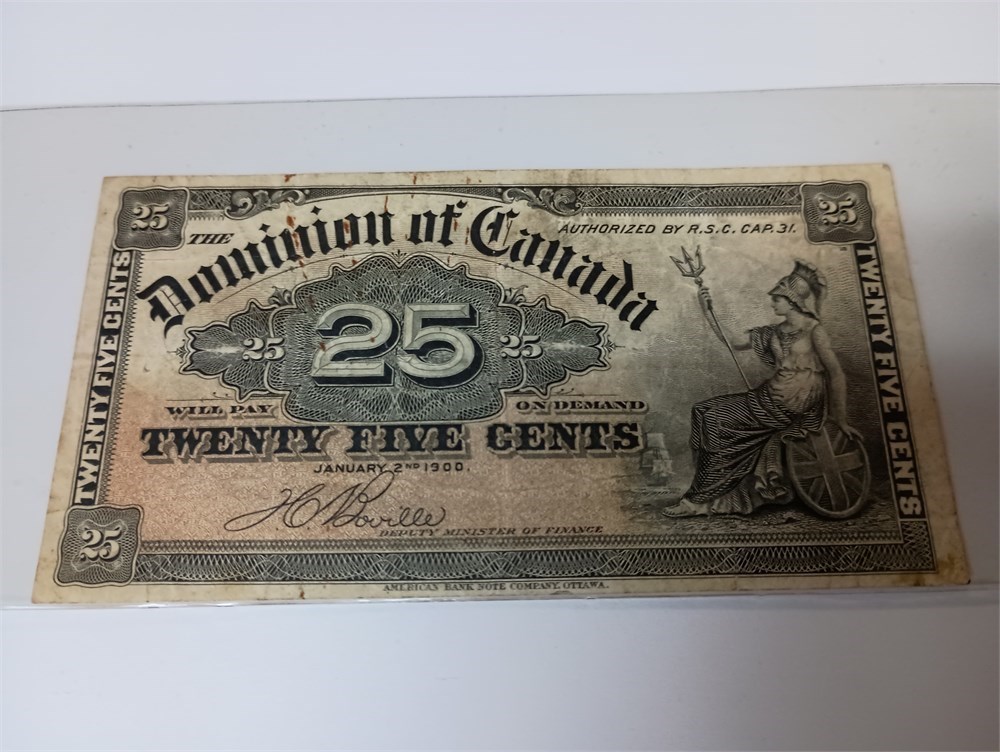 25
25
THE Dominion of Canada
AUTHORIZED BY R.S.C. CAP. 31.
TWENTY FIVE CENTS
25 25 25
WILL PAY ON DEMAND
TWENTY FIVE CENTS
JANUARY 2ND 1900.
H C Boville
DEPUTY MINISTER OF FINANCE
TWENTY FIVE CENTS
25
AMERICAN BANK NOTE COMPANY, OTTAWA.